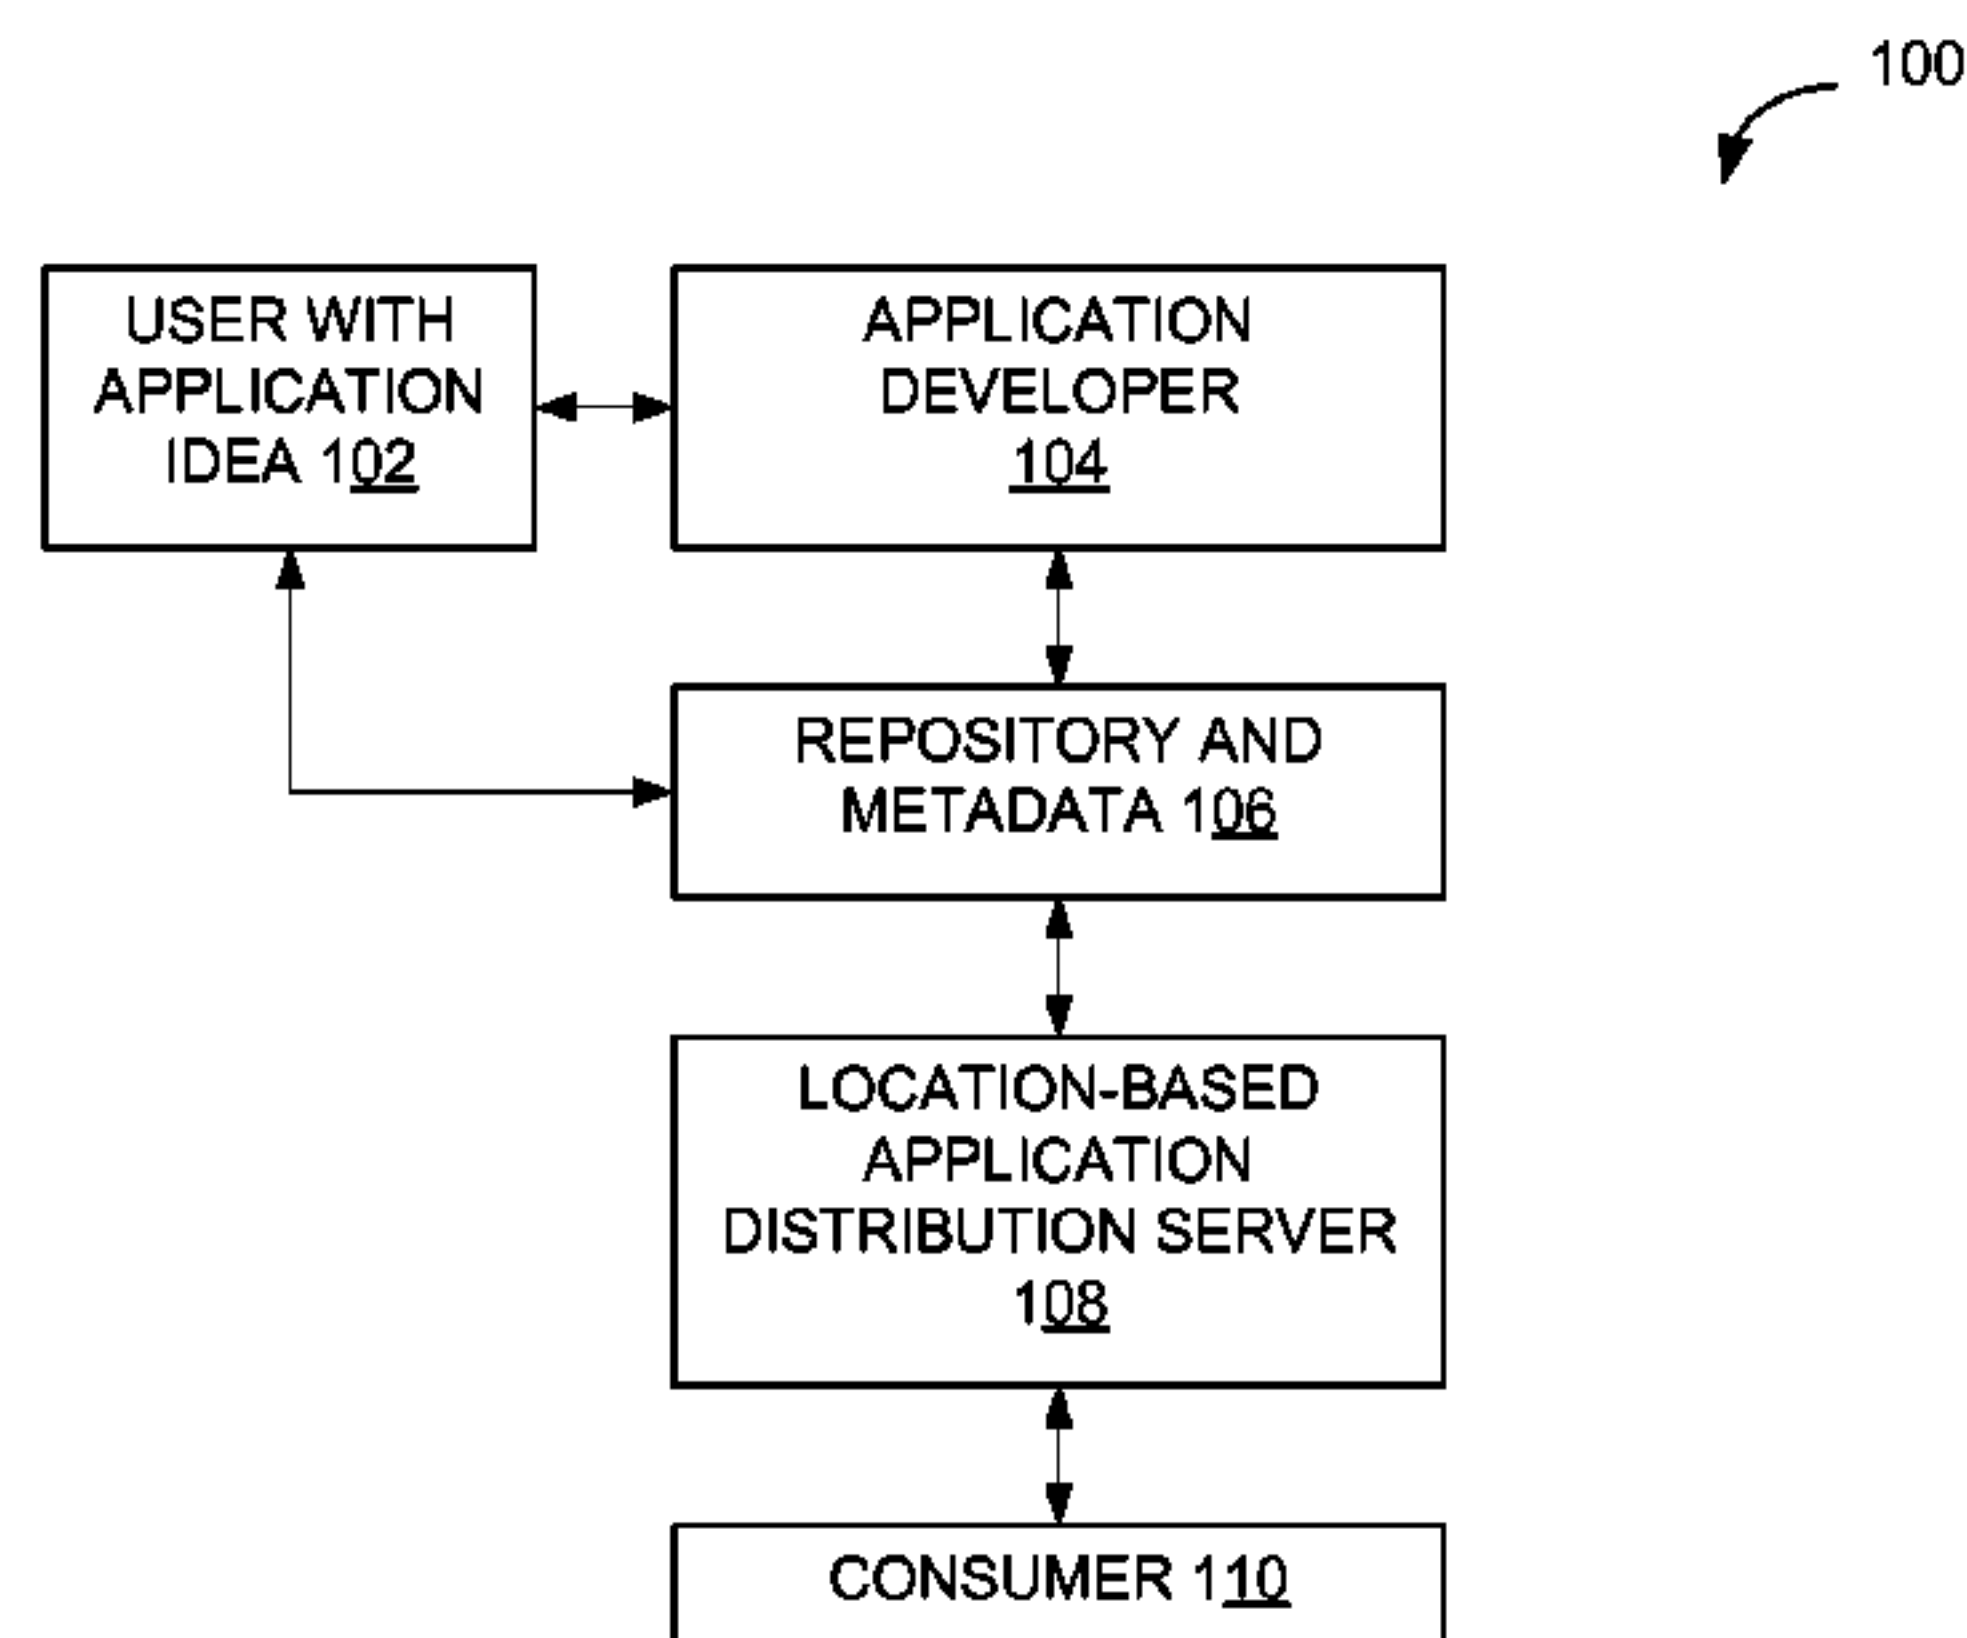 100
USER WITH
APPLICATION
IDEA 102
APPLICATION
DEVELOPER
104
REPOSITORY AND
METADATA 106
LOCATION-BASED
APPLICATION
DISTRIBUTION SERVER
108
CONSUMER 110